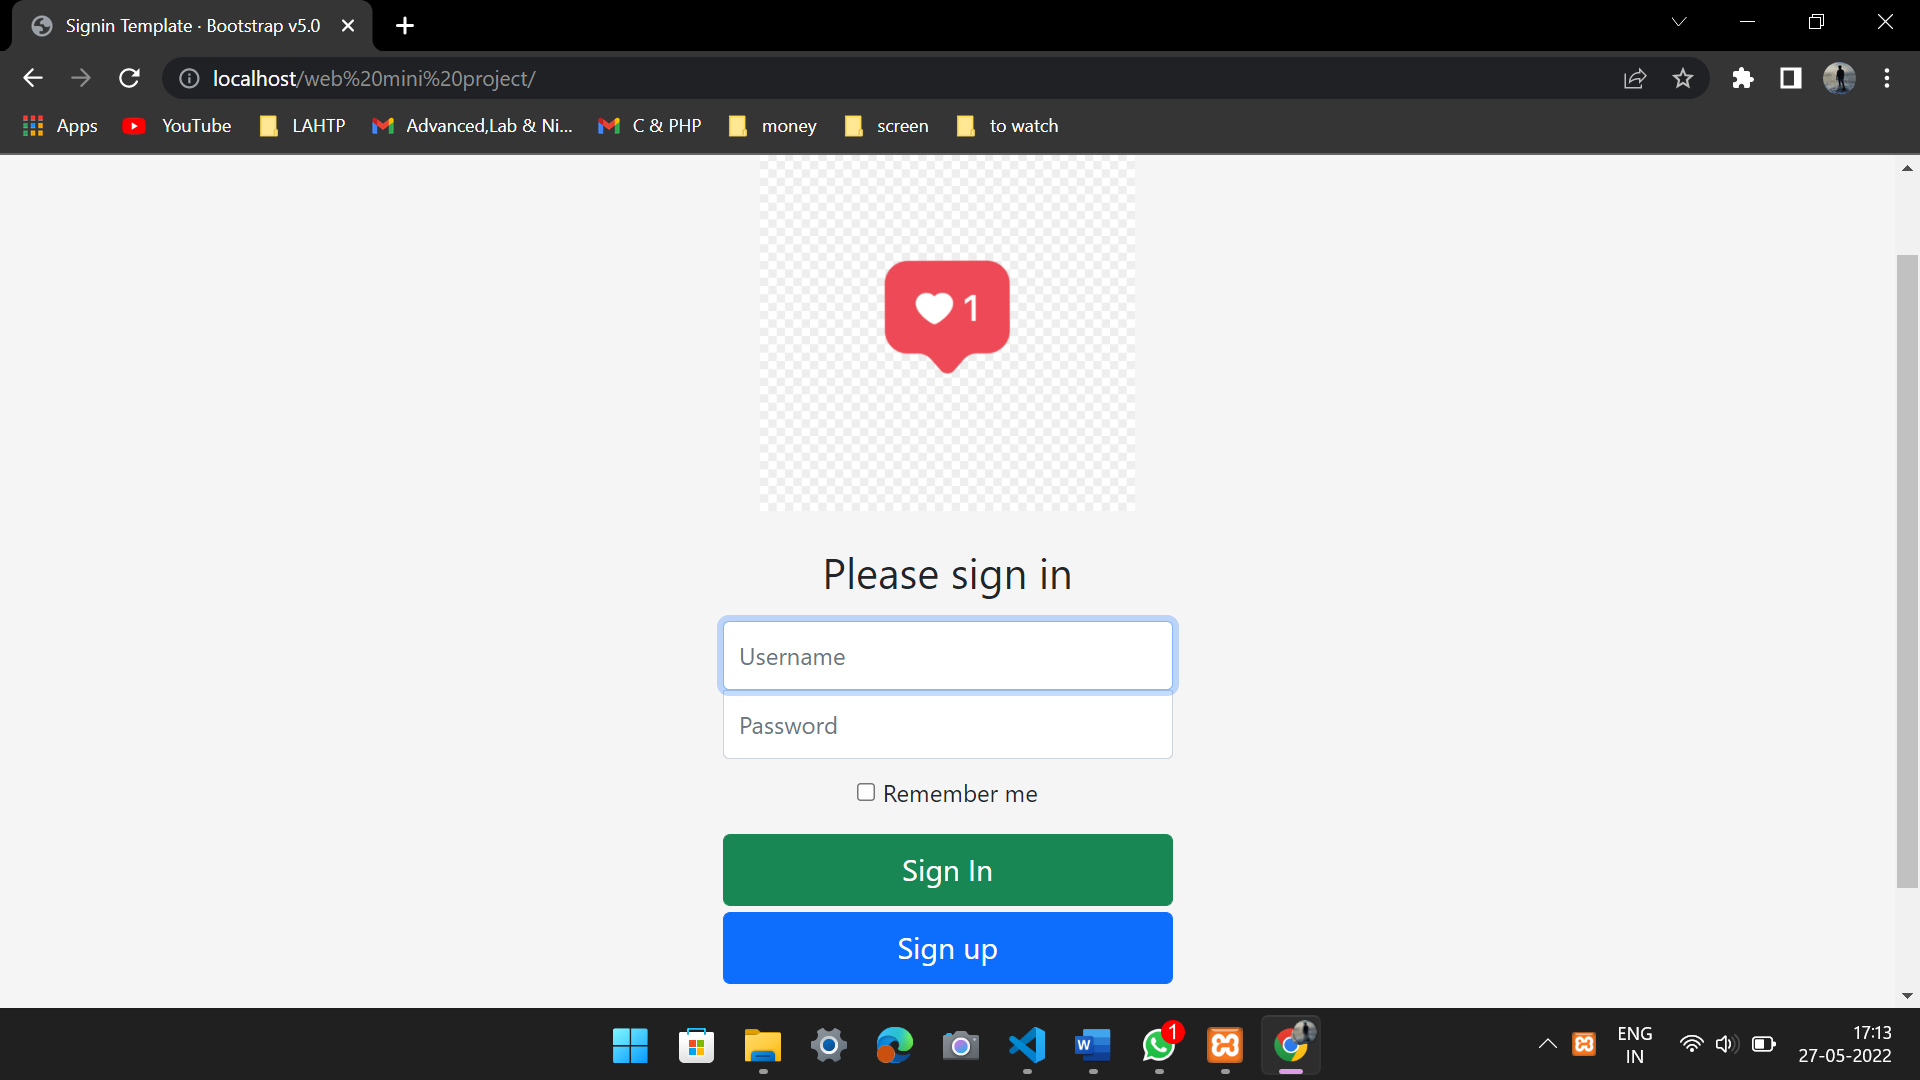 Signin Template · Bootstrap v5.0
localhost/web%20mini%20project/
Apps YouTube LAHTP Advanced,Lab & Ni... C & PHP money screen to watch
1
Please sign in
Username
Password
Remember me
Sign In
Sign up
W
1
ENG
IN
17:13
27-05-2022